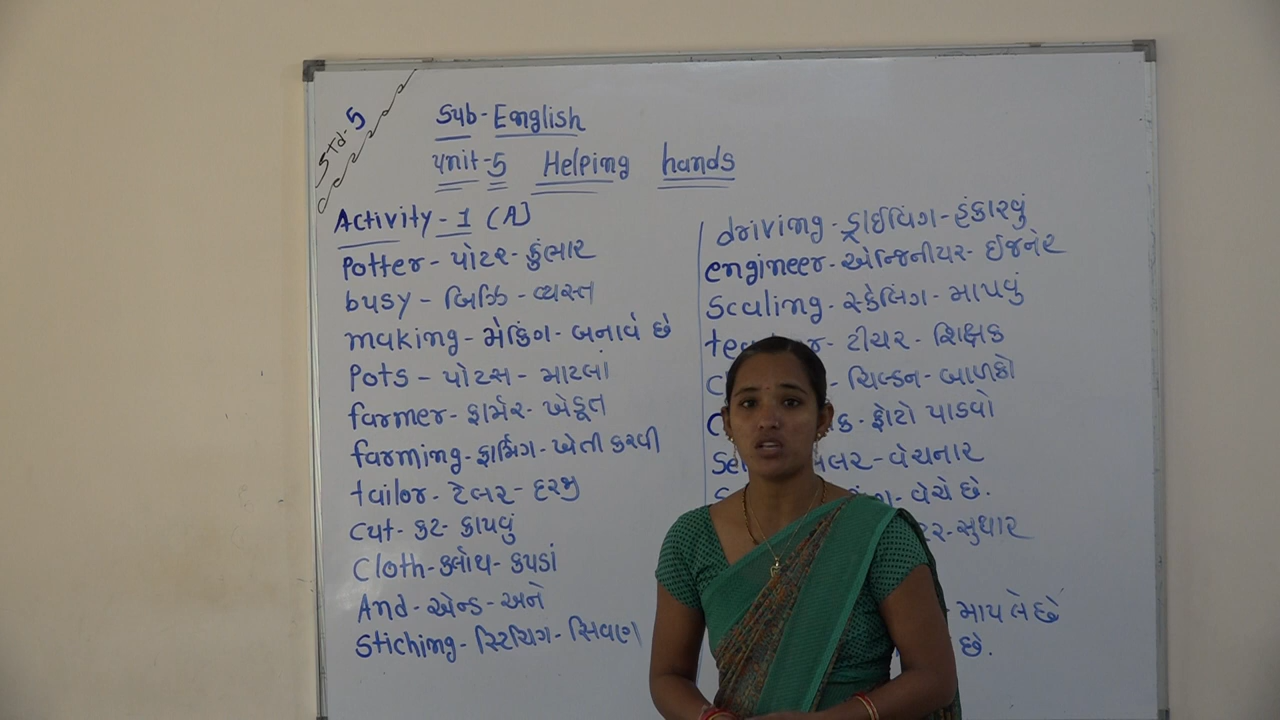 Std-5
Sub-English
Unit-5 Helping hands
Activity-1 (A)
Potter-પોટર-કુંભાર
busy-બિઝિ-વ્યસ્ત
making-મેકિંગ-બનાવે છે
Pots-પોટસ-માટલાં
farmer-ફાર્મર-ખેડૂત
farming-ફાર્મિગ-ખેતી કરવી
tailor-ટેલર-દરજી
Cut-કટ-કાપવું
Cloth-કલોથ-કપડાં
And-એન્ડ-અને
Stiching-સ્ટિચિગ-સિવણ
driving-ડ્રાઈવિંગ-હંકારવું
engineer-એન્જિનીયર-ઈજનેર
Scaling-સ્કેલિંગ-માપવું
ટીચર-શિક્ષક
ચિલ્ડ્રન-બાળકો
ફોટો પાડવો
વેચનાર
વેચે છે.
સુથાર
માપ લે છે
છે.